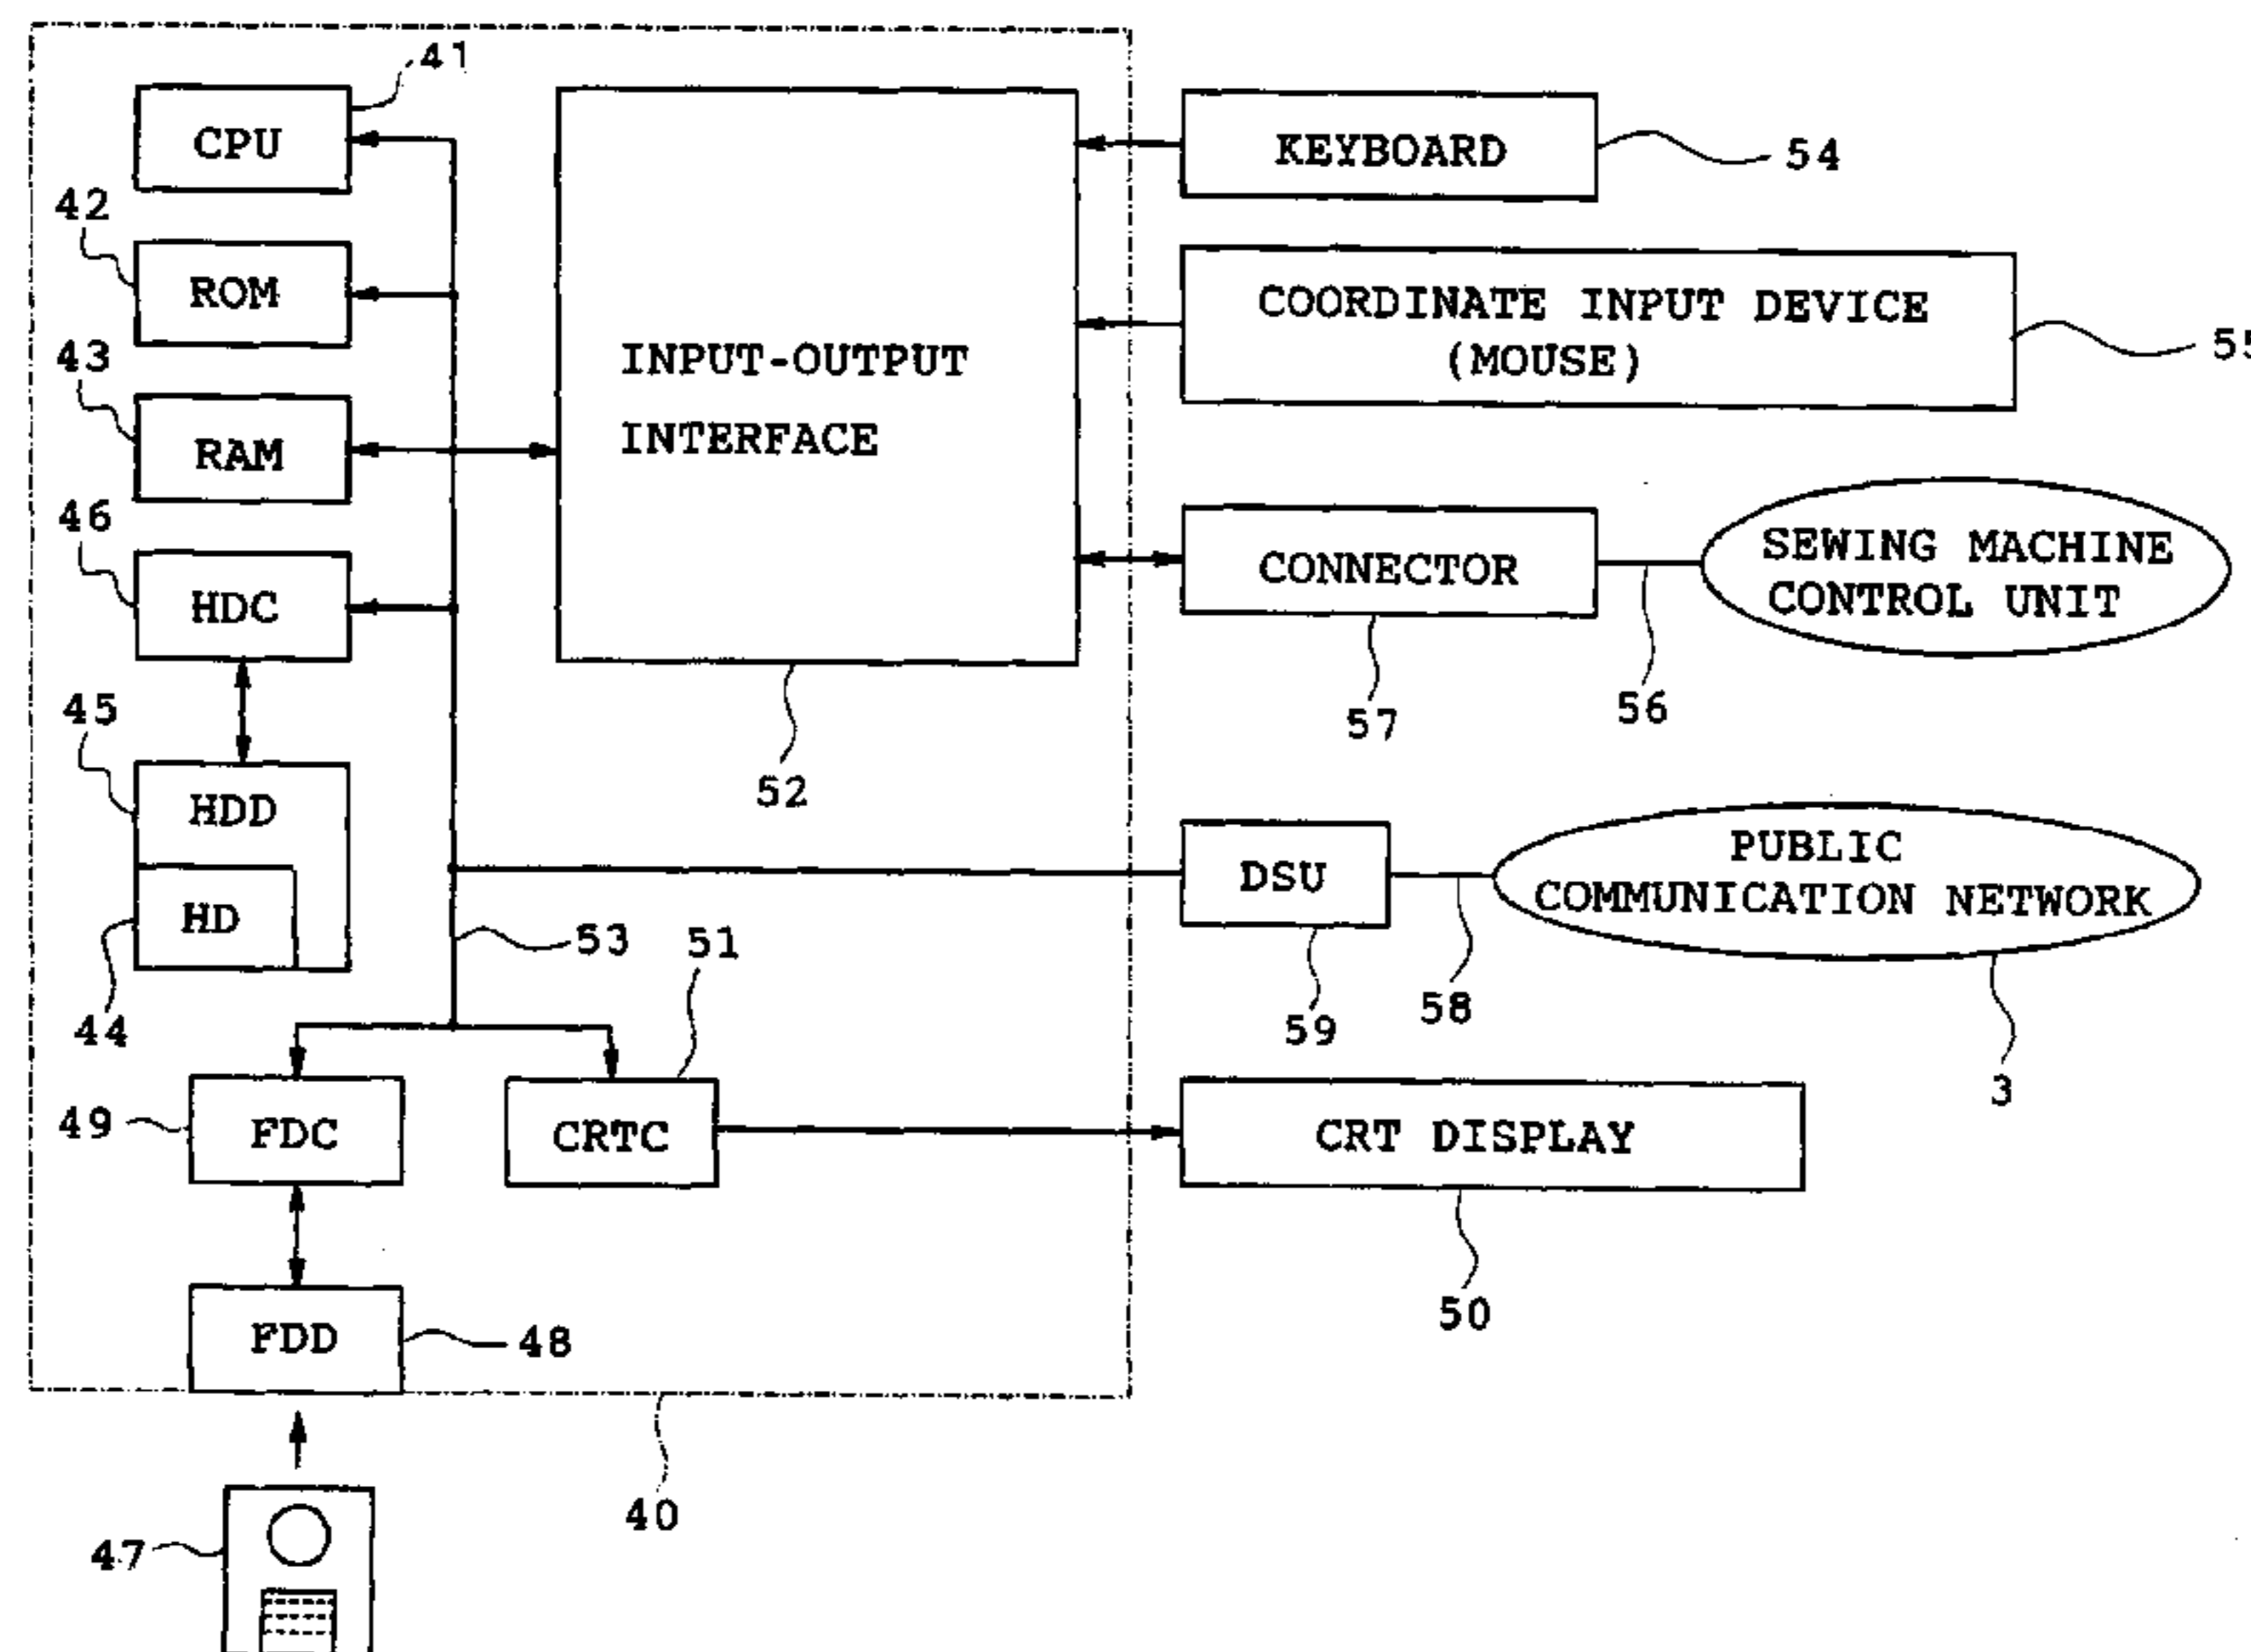 41
CPU
KEYBOARD
54
42
ROM
COORDINATE INPUT DEVICE
(MOUSE)
55
43
RAM
INPUT-OUTPUT
INTERFACE
46
HDC
CONNECTOR
SEWING MACHINE
CONTROL UNIT
57
56
45
HDD
52
HD
44
DSU
PUBLIC
COMMUNICATION NETWORK
53
51
59
58
3
49
FDC
CRTC
CRT DISPLAY
50
FDD
48
40
47